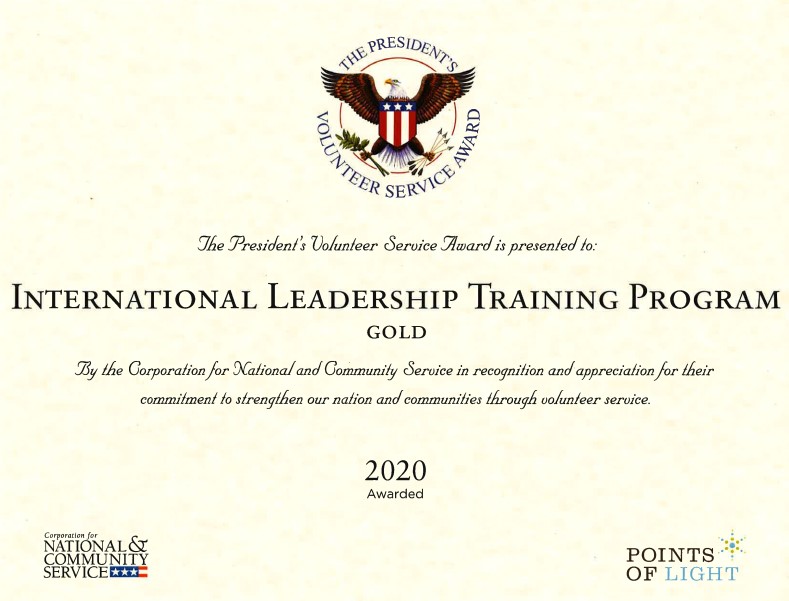 THE PRESIDENT'S
VOLUNTEER SERVICE AWARD
The President's Volunteer Service Award is presented to:
INTERNATIONAL LEADERSHIP TRAINING PROGRAM
GOLD
By the Corporation for National and Community Service in recognition and appreciation for their
commitment to strengthen our nation and communities through volunteer service.
2020
Awarded
Corporation for
NATIONAL &
COMMUNITY
SERVICE
POINTS
OF LIGHT